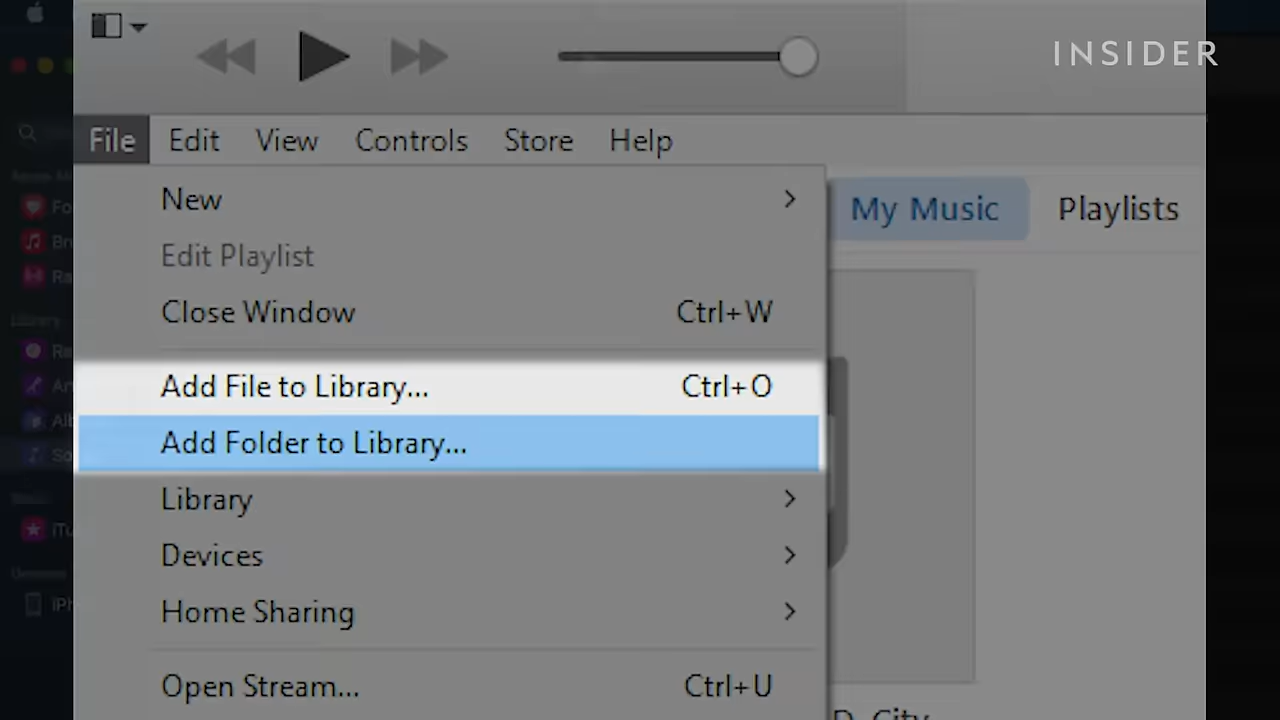 INSIDER
File Edit View Controls Store Help
New
Edit Playlist
Close Window Ctrl+W
Add File to Library... Ctrl+O
Add Folder to Library...
Library
Devices
Home Sharing
Open Stream... Ctrl+U
My Music Playlists